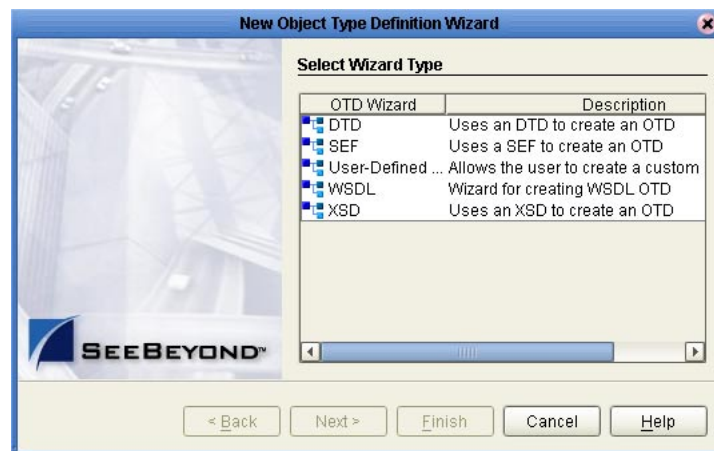 New Object Type Definition Wizard
Select Wizard Type
OTD Wizard Description
DTD Uses an DTD to create an OTD
SEF Uses a SEF to create an OTD
User-Defined ... Allows the user to create a custom
WSDL Wizard for creating WSDL OTD
XSD Uses an XSD to create an OTD
SEEBEYOND™
< Back Next > Finish Cancel Help